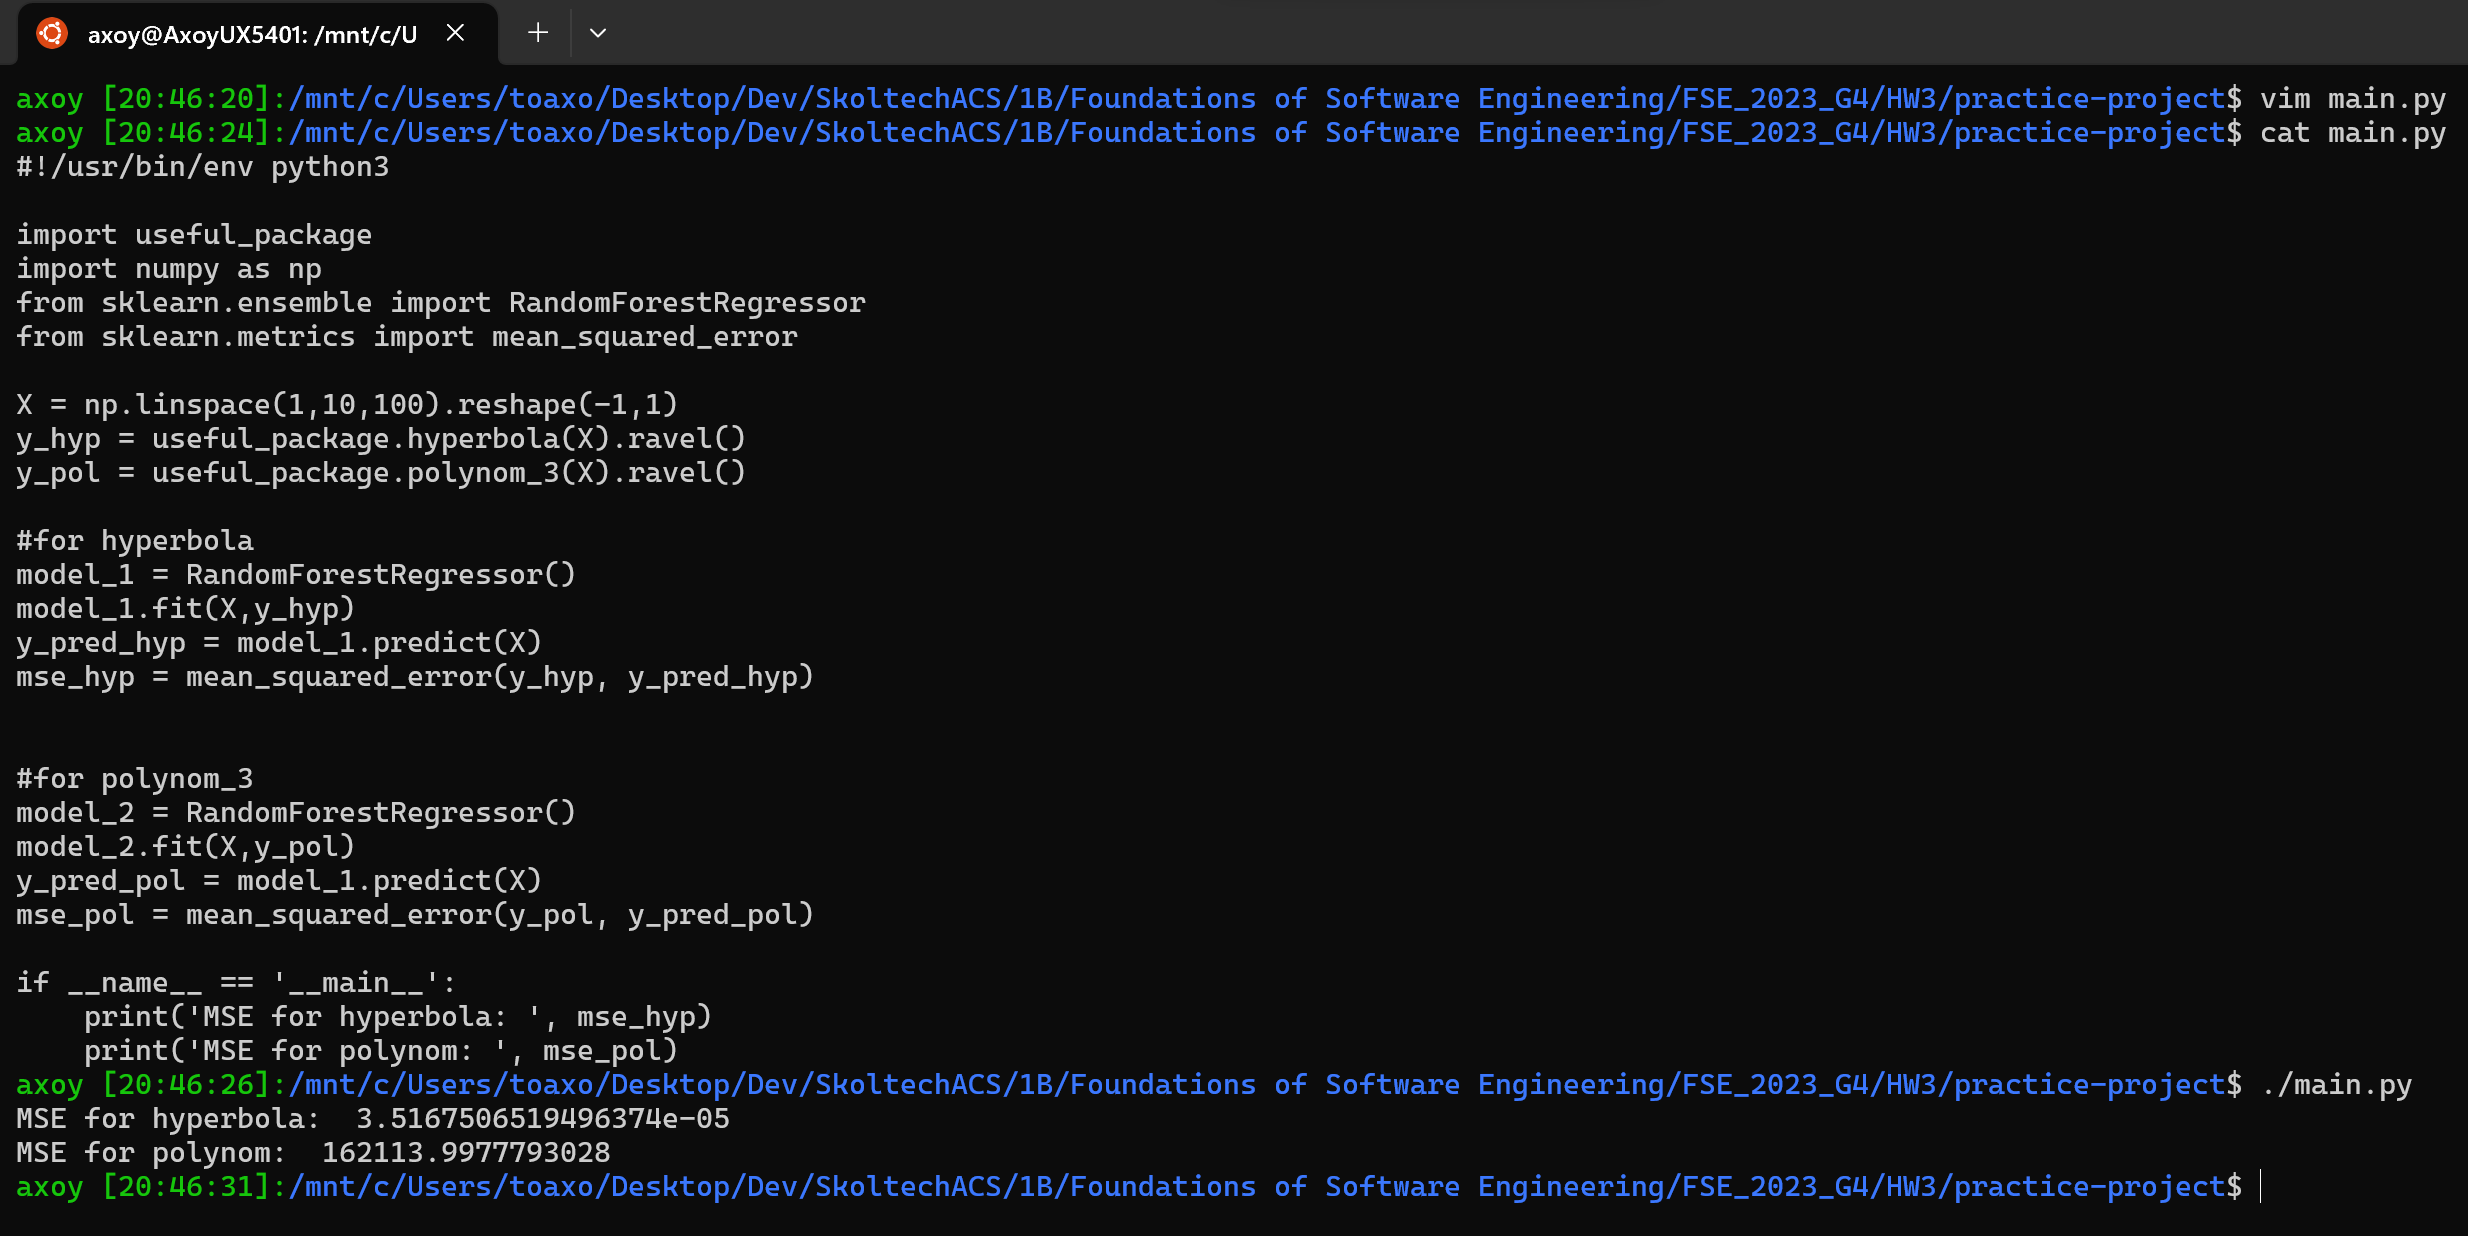 axoy@AxoyUX5401: /mnt/c/U
axoy [20:46:20]:/mnt/c/Users/toaxo/Desktop/Dev/SkoltechACS/1B/Foundations of Software Engineering/FSE_2023_G4/HW3/practice-project$ vim main.py
axoy [20:46:24]:/mnt/c/Users/toaxo/Desktop/Dev/SkoltechACS/1B/Foundations of Software Engineering/FSE_2023_G4/HW3/practice-project$ cat main.py
#!/usr/bin/env python3

import useful_package
import numpy as np
from sklearn.ensemble import RandomForestRegressor
from sklearn.metrics import mean_squared_error

X = np.linspace(1,10,100).reshape(-1,1)
y_hyp = useful_package.hyperbola(X).ravel()
y_pol = useful_package.polynom_3(X).ravel()

#for hyperbola
model_1 = RandomForestRegressor()
model_1.fit(X,y_hyp)
y_pred_hyp = model_1.predict(X)
mse_hyp = mean_squared_error(y_hyp, y_pred_hyp)

#for polynom_3
model_2 = RandomForestRegressor()
model_2.fit(X,y_pol)
y_pred_pol = model_1.predict(X)
mse_pol = mean_squared_error(y_pol, y_pred_pol)

if __name__ == '__main__':
    print('MSE for hyperbola: ', mse_hyp)
    print('MSE for polynom: ', mse_pol)
axoy [20:46:26]:/mnt/c/Users/toaxo/Desktop/Dev/SkoltechACS/1B/Foundations of Software Engineering/FSE_2023_G4/HW3/practice-project$ ./main.py
MSE for hyperbola:  3.5167506519496374e-05
MSE for polynom:  162113.9977793028
axoy [20:46:31]:/mnt/c/Users/toaxo/Desktop/Dev/SkoltechACS/1B/Foundations of Software Engineering/FSE_2023_G4/HW3/practice-project$